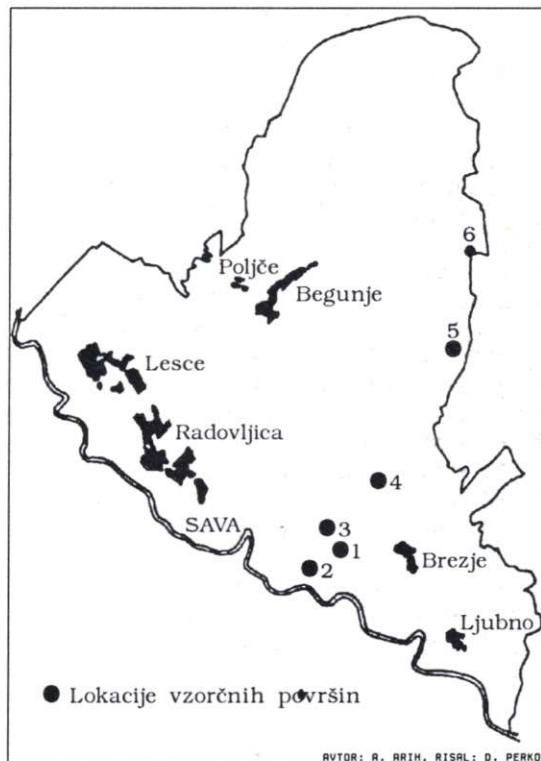 6
Poljče
Begunje
5
Lesce
Radovljica
4
SAVA
3
1
2
Brezje
Ljubno
Lokacije vzorčnih površin
AVTOR: A. ARIH, RISAL: D. PERKO